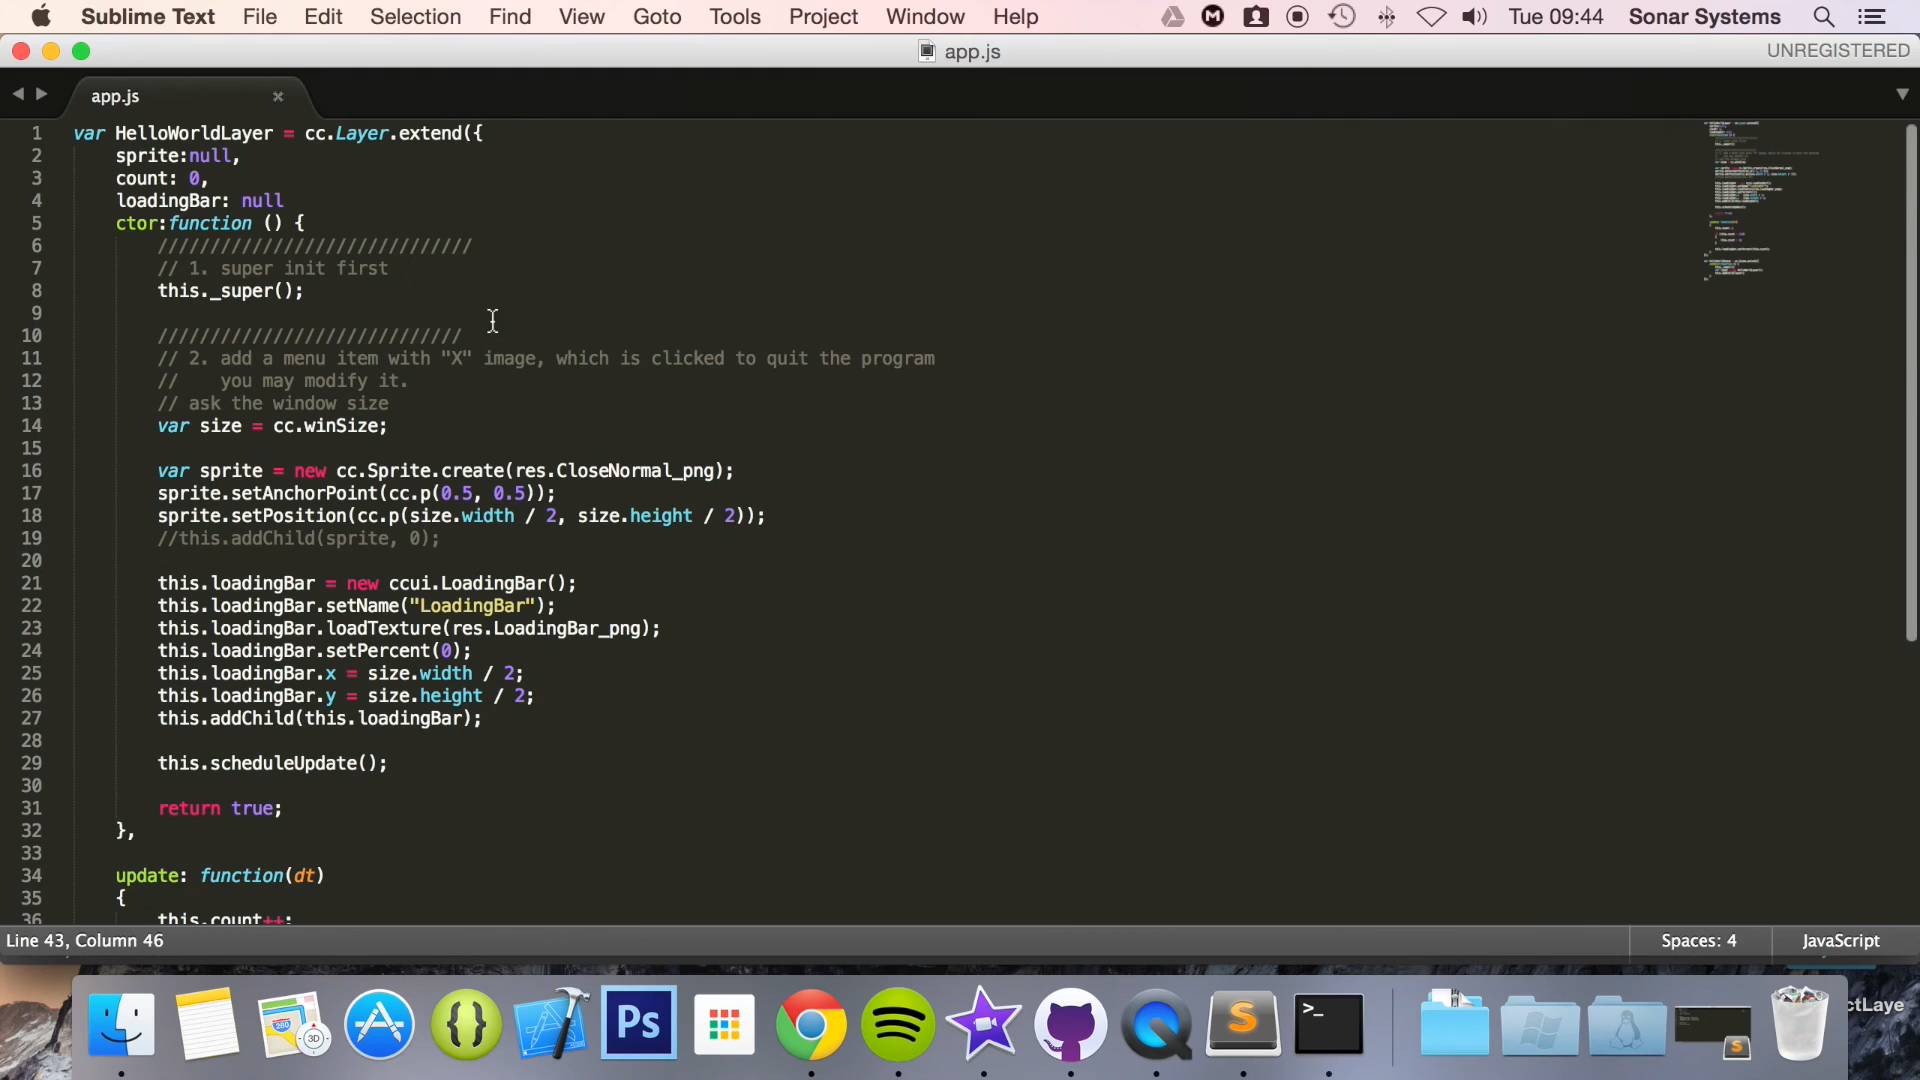 Sublime Text File Edit Selection Find View Goto Tools Project Window Help Tue 09:44 Sonar Systems
app.js UNREGISTERED
app.js
1 var HelloWorldLayer = cc.Layer.extend({
2 sprite:null,
3 count: 0,
4 loadingBar: null
5 ctor:function () {
6 //////////////////////////////
7 // 1. super init first
8 this._super();
9
10 /////////////////////////////
11 // 2. add a menu item with "X" image, which is clicked to quit the program
12 // you may modify it.
13 // ask the window size
14 var size = cc.winSize;
15
16 var sprite = new cc.Sprite.create(res.CloseNormal_png);
17 sprite.setAnchorPoint(cc.p(0.5, 0.5));
18 sprite.setPosition(cc.p(size.width / 2, size.height / 2));
19 //this.addChild(sprite, 0);
20
21 this.loadingBar = new ccui.LoadingBar();
22 this.loadingBar.setName("LoadingBar");
23 this.loadingBar.loadTexture(res.LoadingBar_png);
24 this.loadingBar.setPercent(0);
25 this.loadingBar.x = size.width / 2;
26 this.loadingBar.y = size.height / 2;
27 this.addChild(this.loadingBar);
28
29 this.scheduleUpdate();
30
31 return true;
32 },
33
34 update: function(dt)
35 {
36 this.count++;
Line 43, Column 46 Spaces: 4 JavaScript
ctLaye
280
3D
{}
Ps
S
>_
S